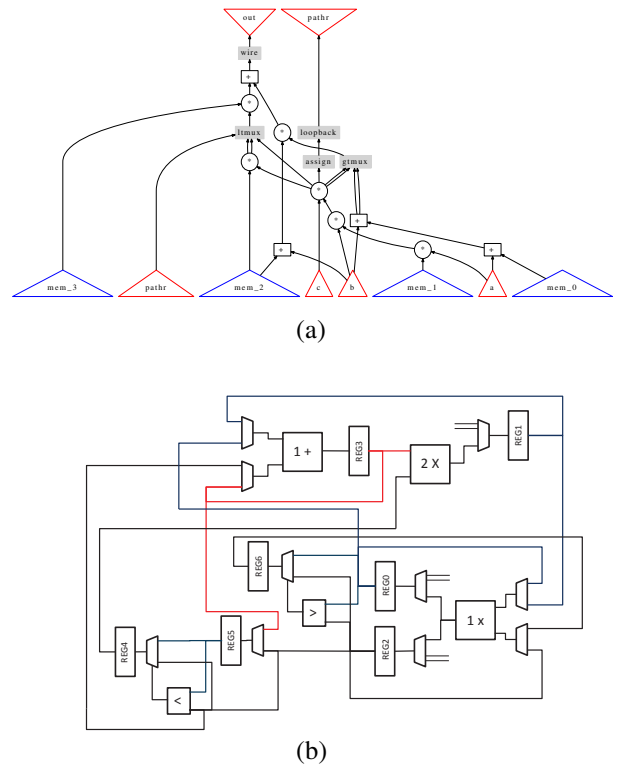 out pathr
wire
+
*
*
ltmux loopback
* assign gtmux
*
* +
+ * +
mem_3 pathr mem_2 c b mem_1 a mem_0
(a)
1 + REG3 2 X REG1
REG6 > REG0 1 x
REG4 REG5 REG2
<
(b)